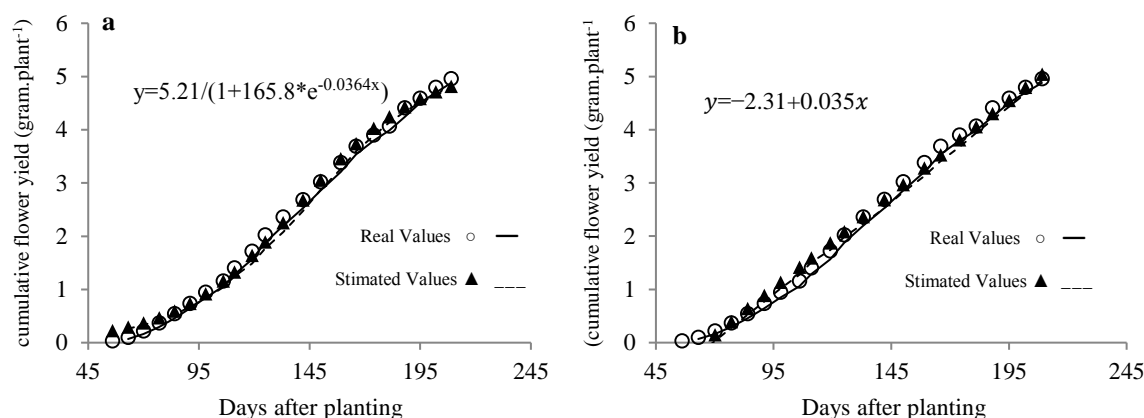 cumulative flower yield (gram.plant-1)
6
5
4
3
2
1
0
a
y=5.21/(1+165.8*e-0.0364x)
Real Values
Stimated Values
45 95 145 195 245
Days after planting
(cumulative flower yield (gram.plant-1)
6
5
4
3
2
1
0
b
y=−2.31+0.035x
Real Values
Stimated Values
45 95 145 195 245
Days after planting